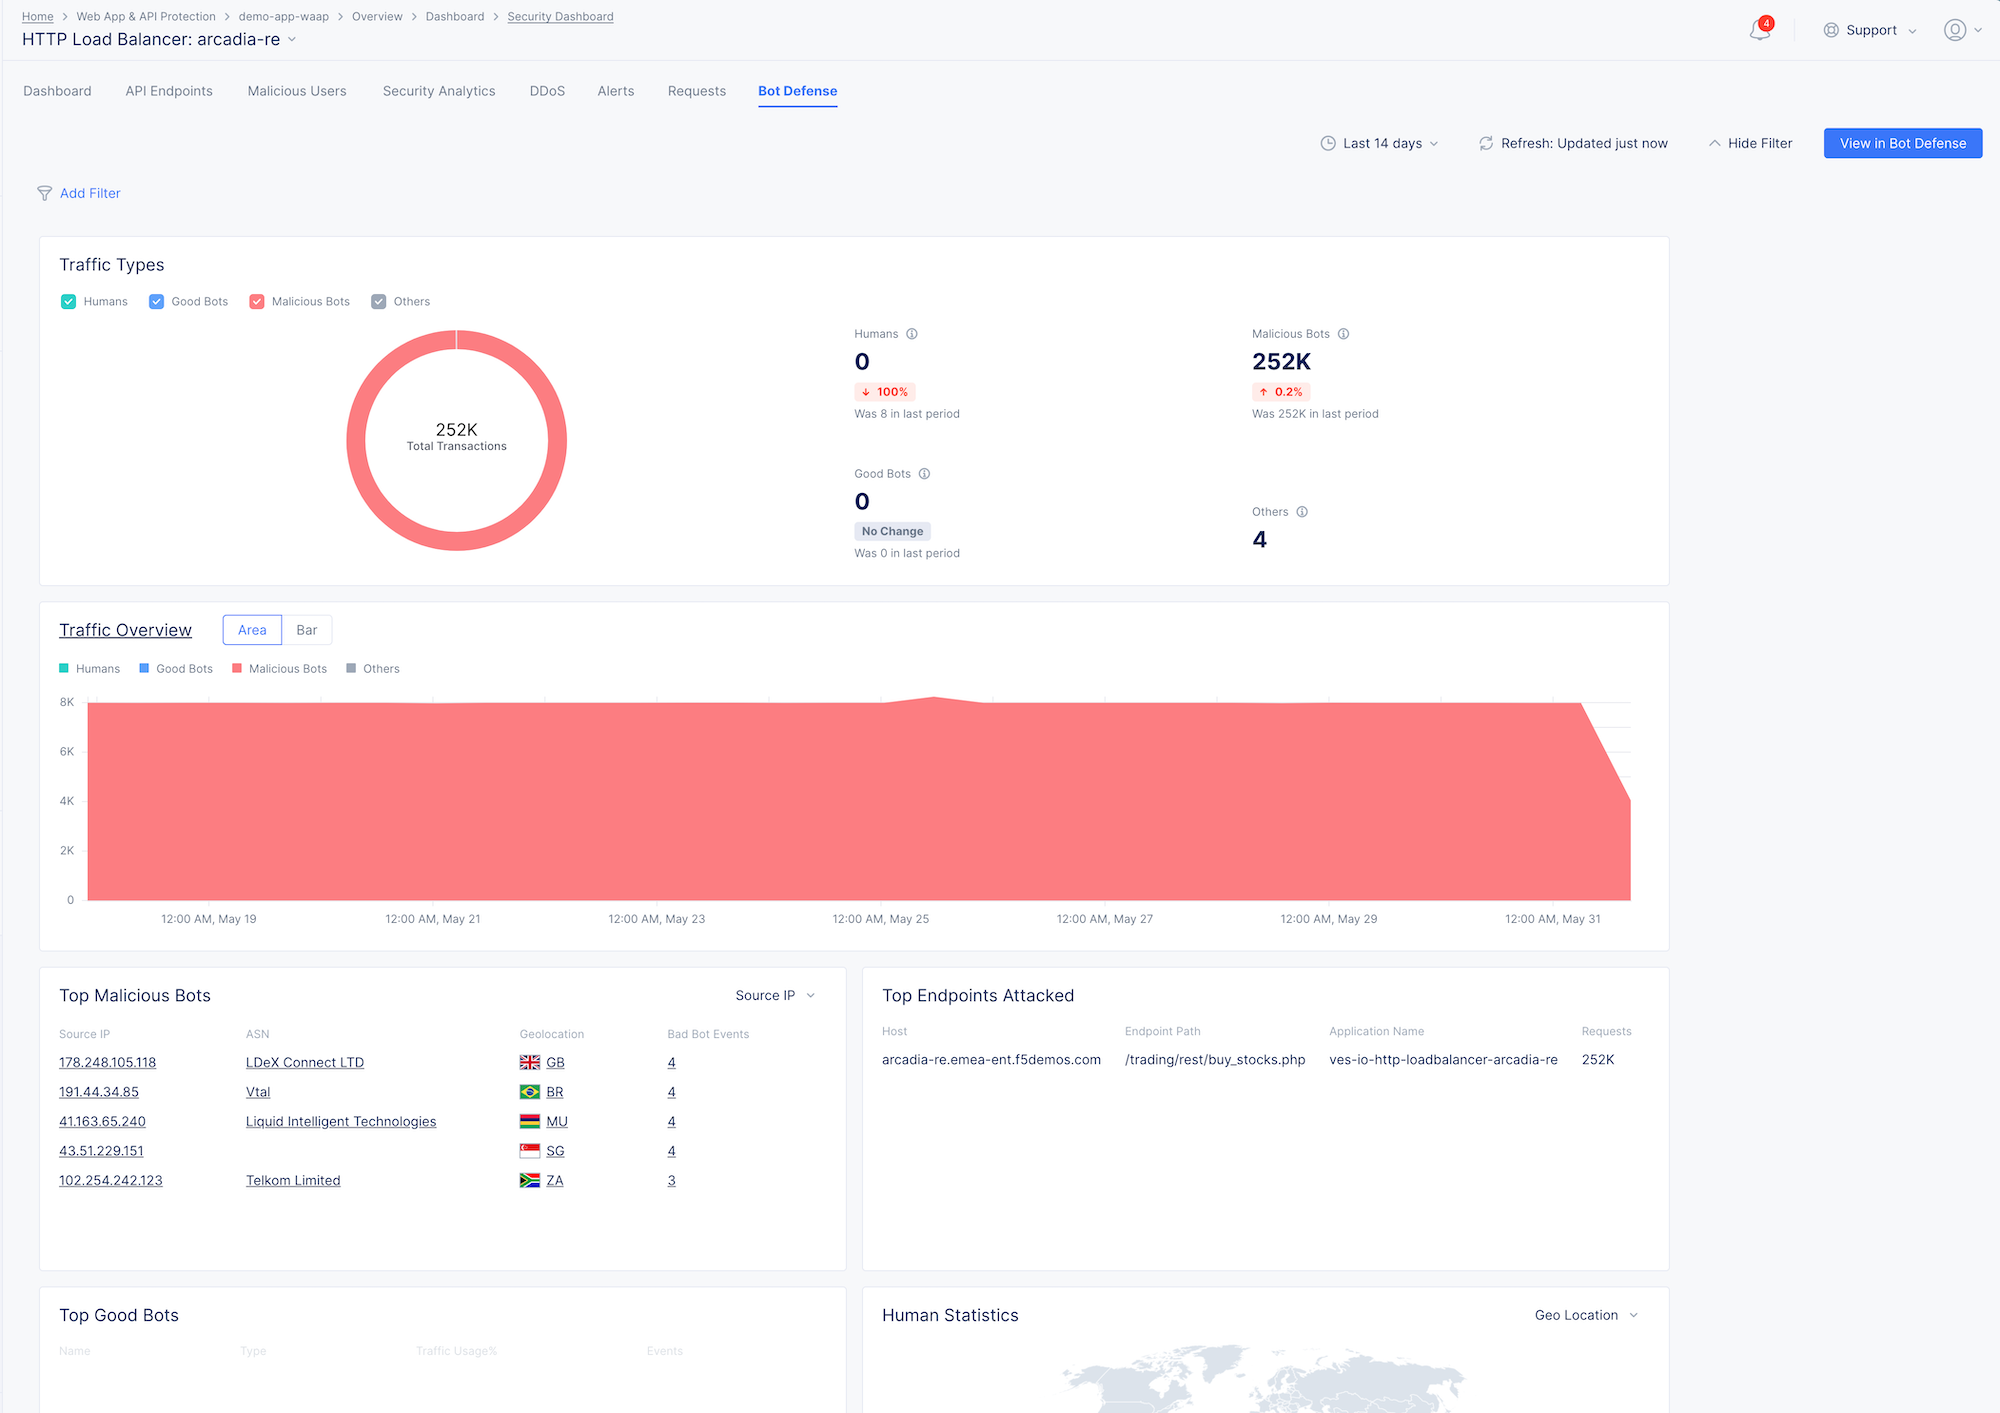 Home > Web App & API Protection > demo-app-waap > Overview > Dashboard > Security Dashboard
HTTP Load Balancer: arcadia-re
4
Support
Dashboard API Endpoints Malicious Users Security Analytics DDoS Alerts Requests Bot Defense
Last 14 days Refresh: Updated just now Hide Filter View in Bot Defense
Add Filter
Traffic Types
Humans Good Bots Malicious Bots Others
252K
Total Transactions
Humans
0
↓ 100%
Was 8 in last period
Malicious Bots
252K
↑ 0.2%
Was 252K in last period
Good Bots
0
No Change
Was 0 in last period
Others
4
Traffic Overview Area Bar
Humans Good Bots Malicious Bots Others
8K
6K
4K
2K
0
12:00 AM, May 19 12:00 AM, May 21 12:00 AM, May 23 12:00 AM, May 25 12:00 AM, May 27 12:00 AM, May 29 12:00 AM, May 31
Top Malicious Bots Source IP
Source IP ASN Geolocation Bad Bot Events
178.248.105.118 LDeX Connect LTD GB 4
191.44.34.85 Vtal BR 4
41.163.65.240 Liquid Intelligent Technologies MU 4
43.51.229.151 SG 4
102.254.242.123 Telkom Limited ZA 3
Top Endpoints Attacked
Host Endpoint Path Application Name Requests
arcadia-re.emea-ent.f5demos.com /trading/rest/buy_stocks.php ves-io-http-loadbalancer-arcadia-re 252K
Top Good Bots
Name Type Traffic Usage% Events
Human Statistics Geo Location